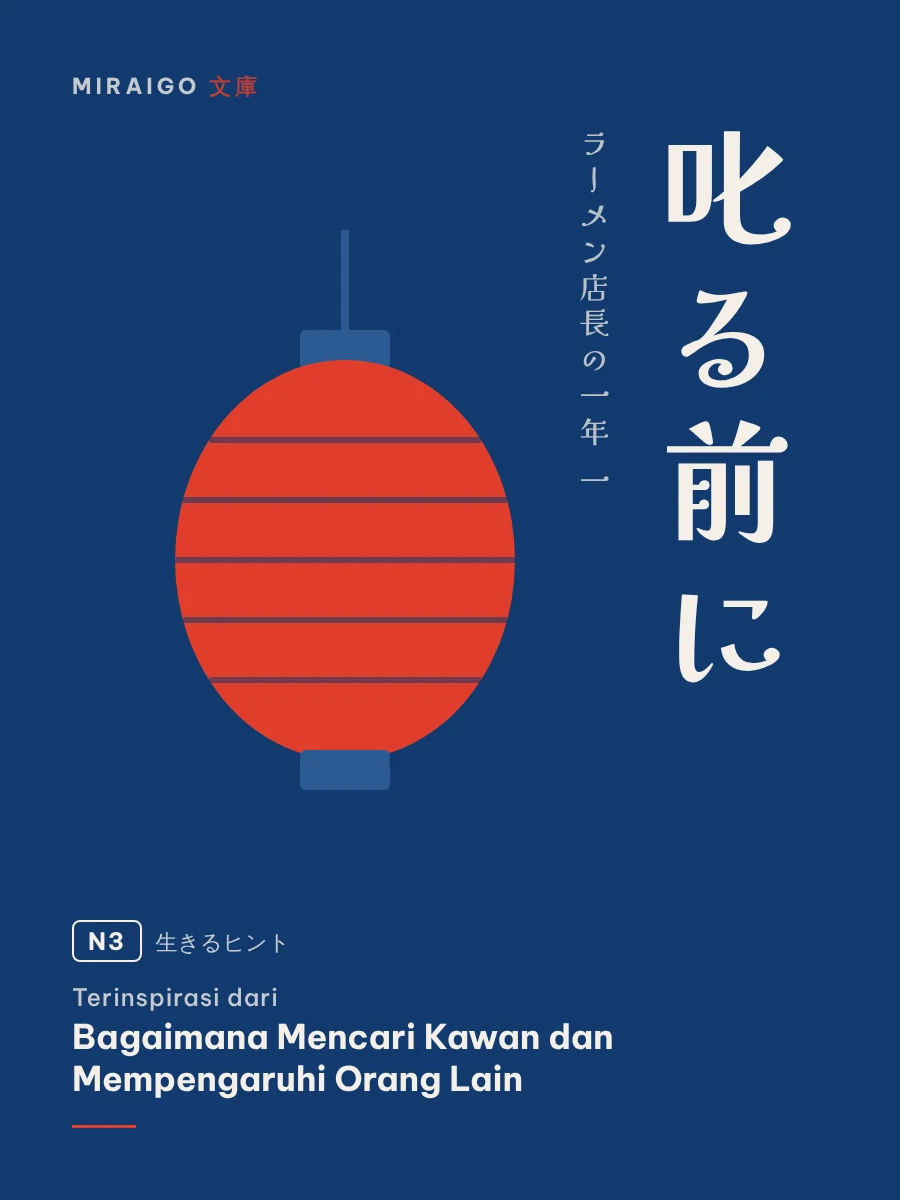 MIRAIGO 文庫
叱る前に
ラーメン店長の一年 一
N3 生きるヒント
Terinspirasi dari
Bagaimana Mencari Kawan dan
Mempengaruhi Orang Lain